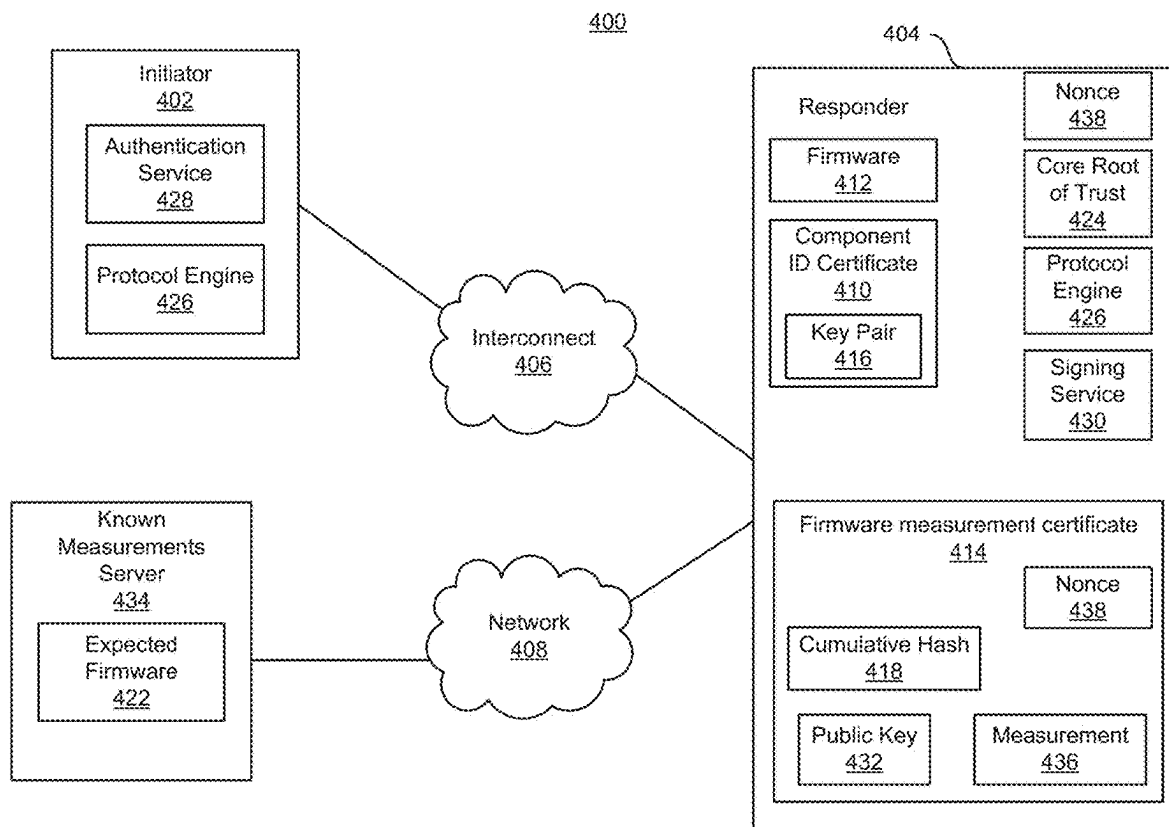 400
404
Initiator
402
Authentication
Service
428
Protocol Engine
426
Interconnect
406
Responder
Firmware
412
Component
ID Certificate
410
Key Pair
416
Nonce
438
Core Root
of Trust
424
Protocol
Engine
426
Signing
Service
430
Known
Measurements
Server
434
Expected
Firmware
422
Network
408
Firmware measurement certificate
414
Nonce
438
Cumulative Hash
418
Public Key
432
Measurement
436